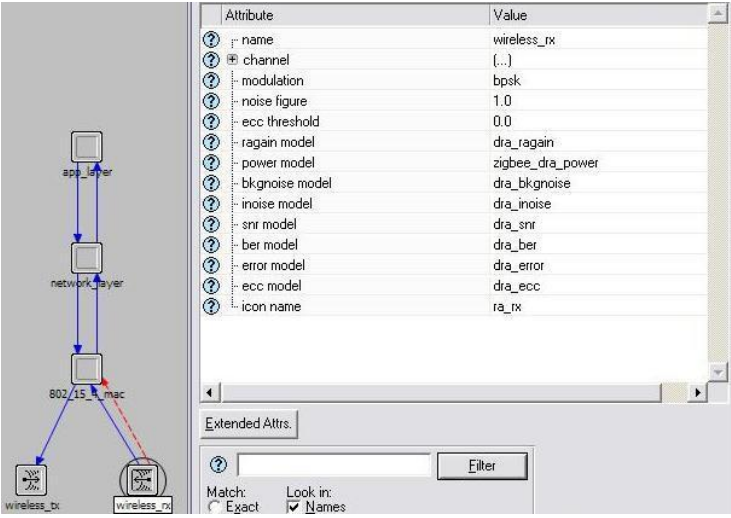 app_layer
network_layer
802_15_4_mac
wireless_tx
wireless_rx
Attribute Value
? name wireless_rx
? channel (...)
? modulation bpsk
? noise figure 1.0
? ecc threshold 0.0
? ragain model dra_ragain
? power model zigbee_dra_power
? bkgnoise model dra_bkgnoise
? inoise model dra_inoise
? snr model dra_snr
? ber model dra_ber
? error model dra_error
? ecc model dra_ecc
? icon name ra_rx
Extended Attrs.
? Filter
Match: Look in:
Exact Names